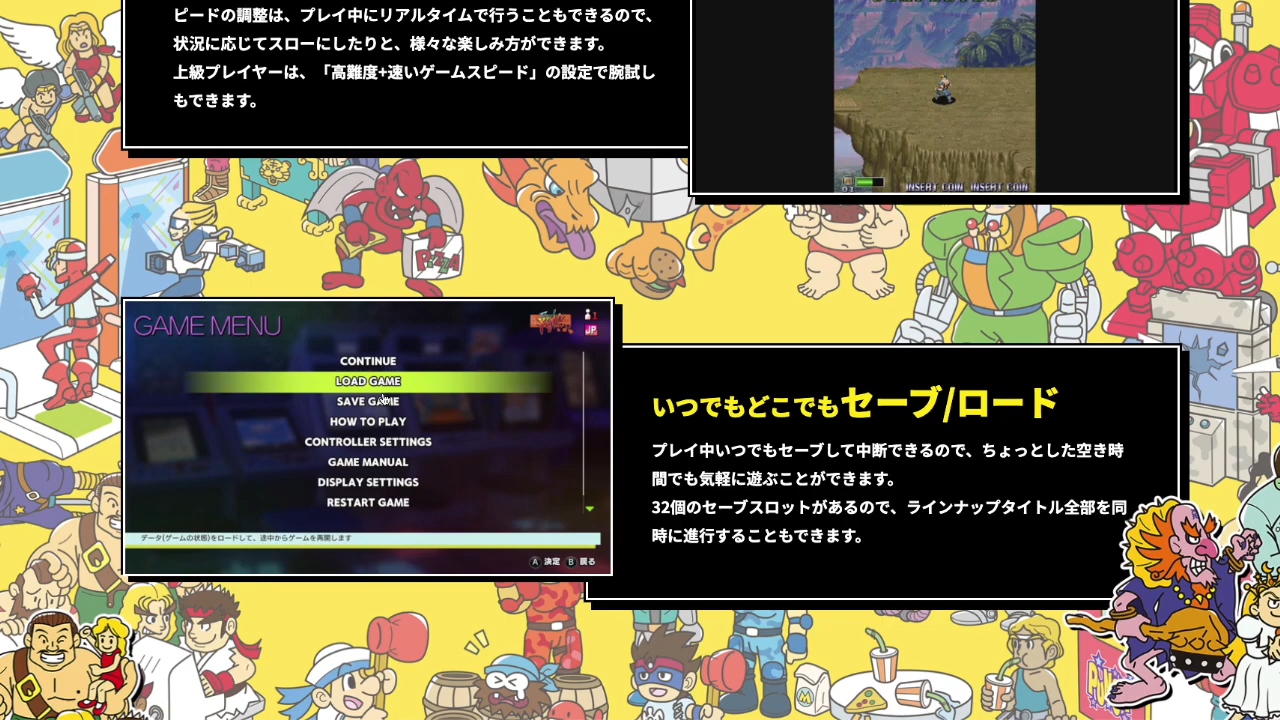 ピードの調整は、プレイ中にリアルタイムで行うこともできるので、
状況に応じてスローにしたりと、様々な楽しみ方ができます。
上級プレイヤーは、「高難度+速いゲームスピード」の設定で腕試し
もできます。
INSERT COIN INSERT COIN
PIZZA
GAME MENU
1
JP
CONTINUE
LOAD GAME
SAVE GAME
HOW TO PLAY
CONTROLLER SETTINGS
GAME MANUAL
DISPLAY SETTINGS
RESTART GAME
データ(ゲームの状態)をロードして、途中からゲームを再開します
A 決定 B 戻る
いつでもどこでもセーブ/ロード
プレイ中いつでもセーブして中断できるので、ちょっとした空き時
間でも気軽に遊ぶことができます。
32個のセーブスロットがあるので、ラインナップタイトル全部を同
時に進行することもできます。